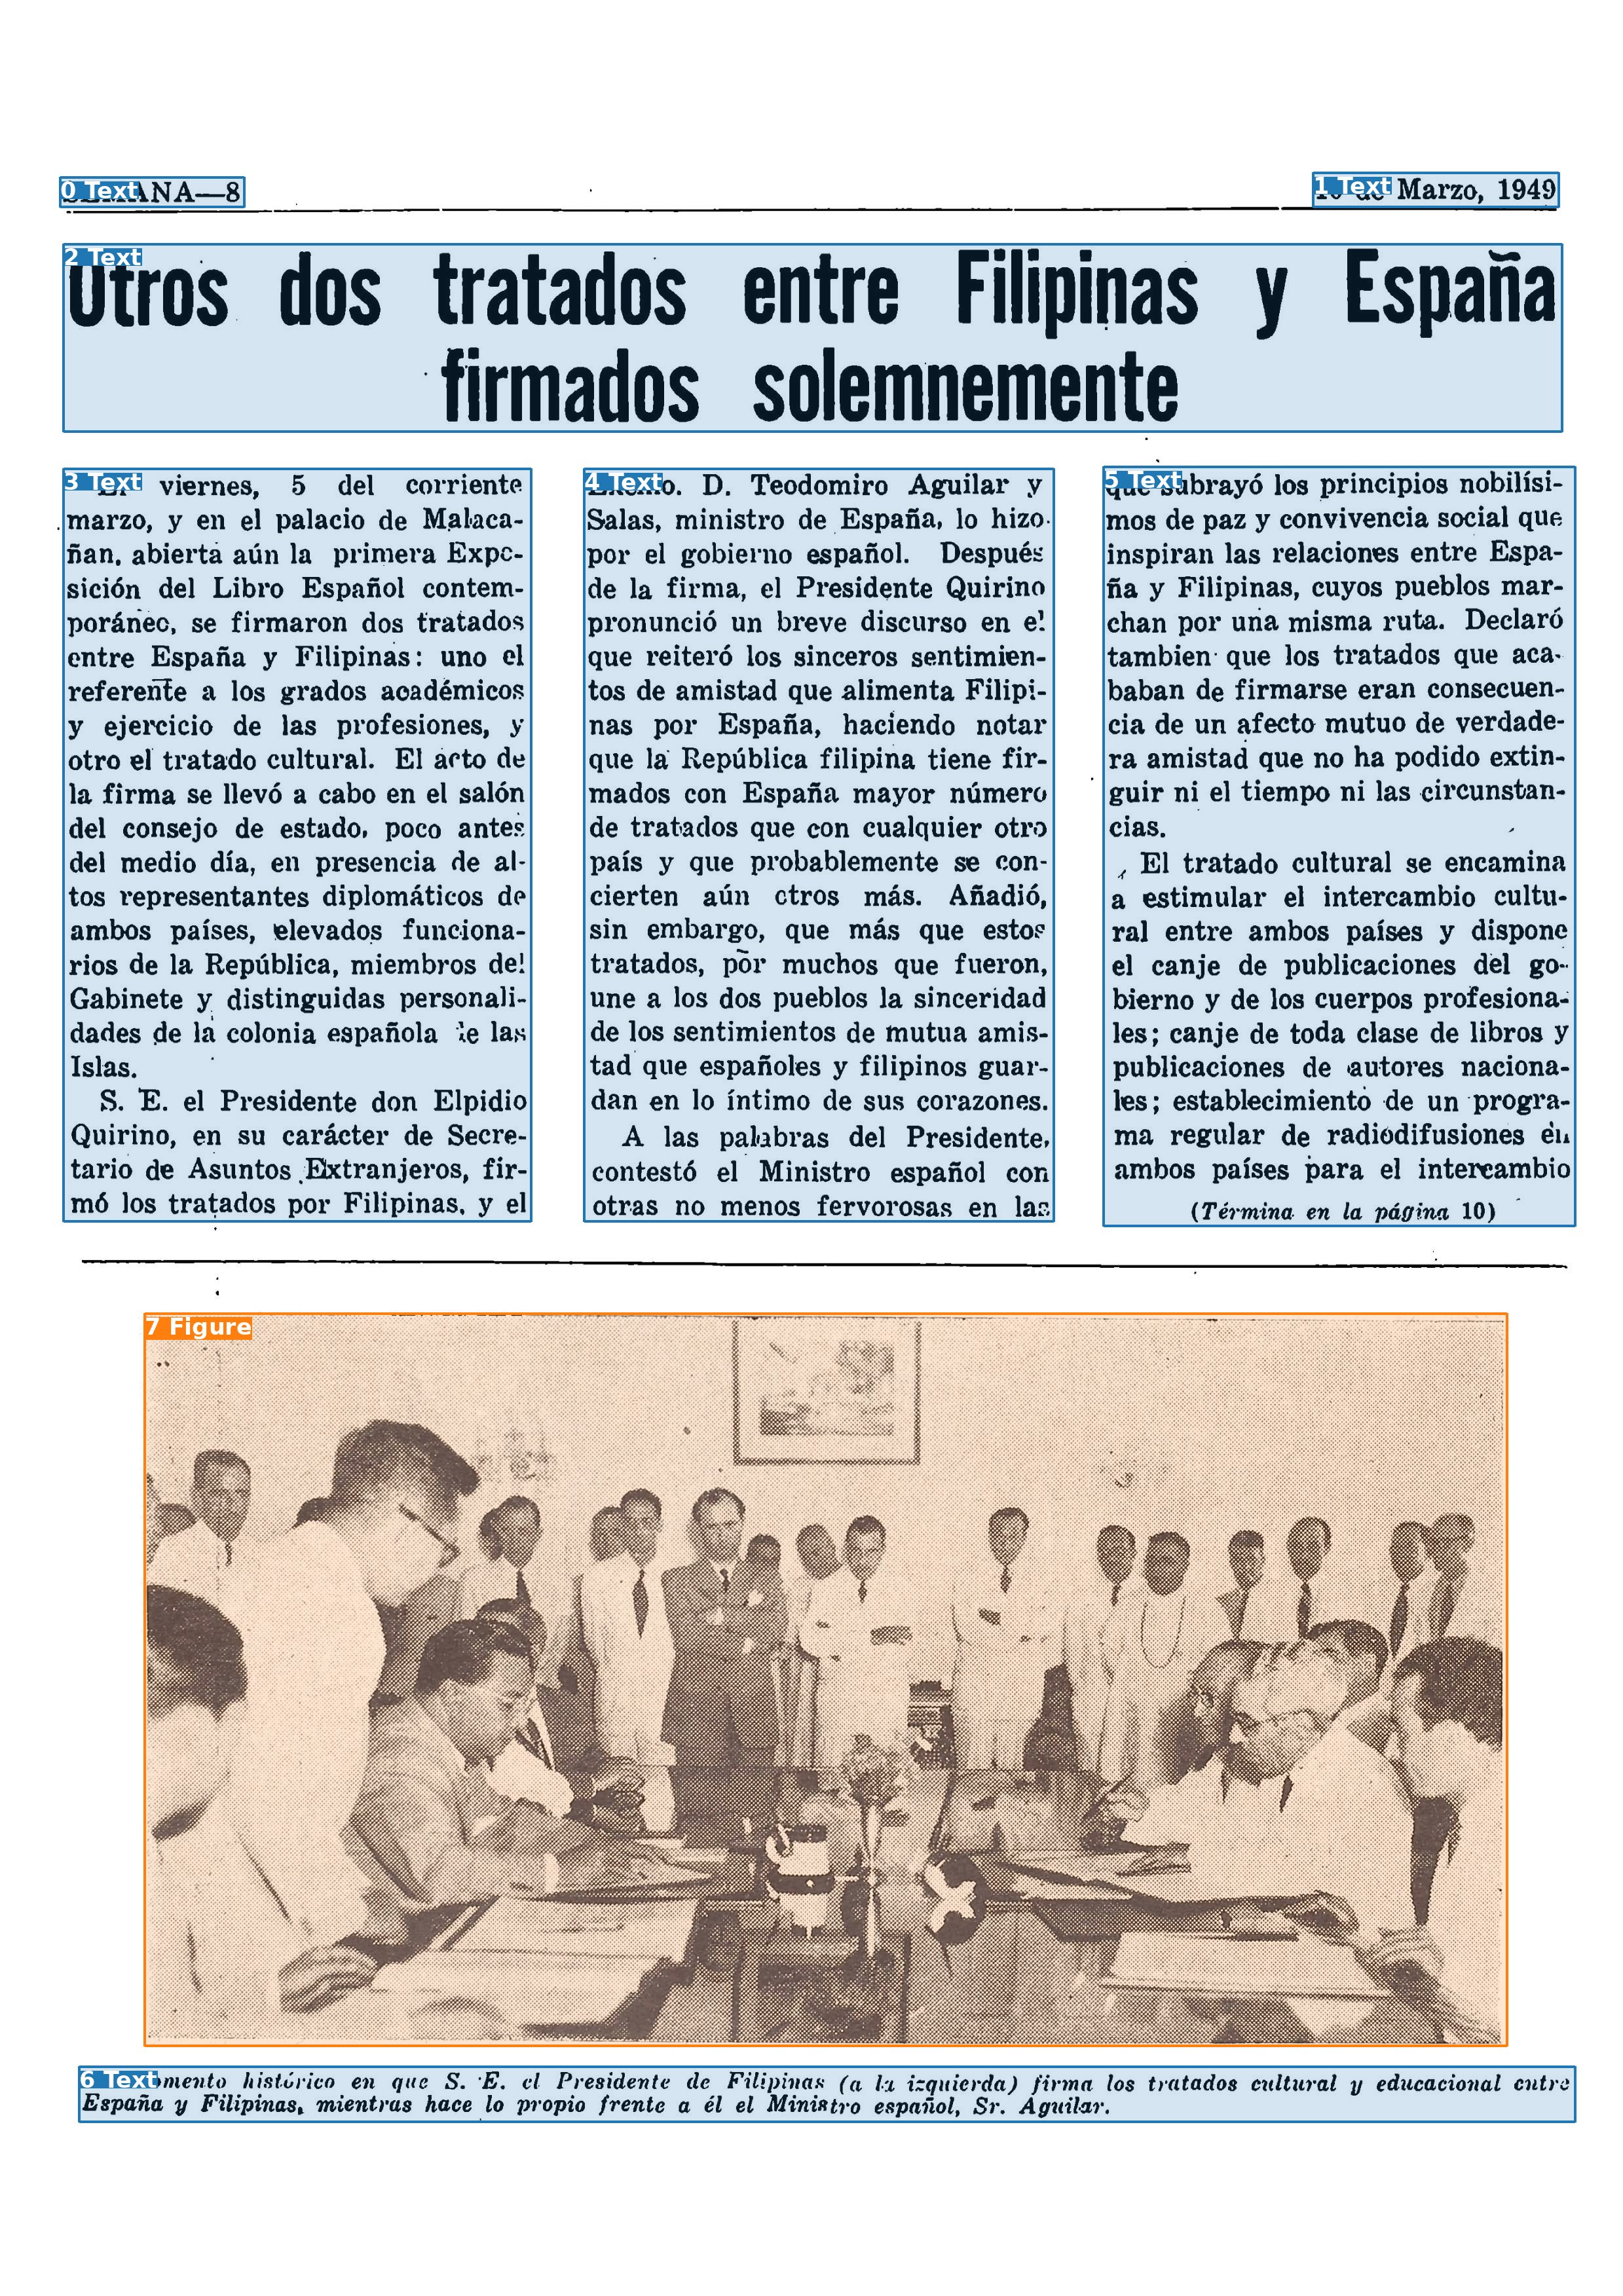 0 Text
ANA—8
1 Text
Marzo, 1949
2 Text
Otros dos tratados entre Filipinas y España
firmados solemnemente
3 Text
viernes, 5 del corriente
marzo, y en el palacio de Malaca-
ñan, abierta aún la primera Expo-
sición del Libro Español contem-
poráneo, se firmaron dos tratados
entre España y Filipinas: uno el
referente a los grados académicos
y ejercicio de las profesiones, y
otro el tratado cultural. El acto de
la firma se llevó a cabo en el salón
del consejo de estado, poco antes
del medio día, en presencia de al-
tos representantes diplomáticos de
ambos países, elevados funciona-
rios de la República, miembros del
Gabinete y distinguidas personali-
dades de la colonia española de las
Islas.
S. E. el Presidente don Elpidio
Quirino, en su carácter de Secre-
tario de Asuntos Extranjeros, fir-
mó los tratados por Filipinas, y el
4 Text
D. Teodomiro Aguilar y
Salas, ministro de España, lo hizo
por el gobierno español. Después
de la firma, el Presidente Quirino
pronunció un breve discurso en el
que reiteró los sinceros sentimien-
tos de amistad que alimenta Filipi-
nas por España, haciendo notar
que la República filipina tiene fir-
mados con España mayor número
de tratados que con cualquier otro
país y que probablemente se con-
cierten aún otros más. Añadió,
sin embargo, que más que estos
tratados, por muchos que fueron,
une a los dos pueblos la sinceridad
de los sentimientos de mutua amis-
tad que españoles y filipinos guar-
dan en lo íntimo de sus corazones.
A las palabras del Presidente,
contestó el Ministro español con
otras no menos fervorosas en las
5 Text
que subrayó los principios nobilísi-
mos de paz y convivencia social que
inspiran las relaciones entre Espa-
ña y Filipinas, cuyos pueblos mar-
chan por una misma ruta. Declaró
tambien que los tratados que aca-
baban de firmarse eran consecuen-
cia de un afecto mutuo de verdade-
ra amistad que no ha podido extin-
guir ni el tiempo ni las circunstan-
cias.
El tratado cultural se encamina
a estimular el intercambio cultu-
ral entre ambos países y dispone
el canje de publicaciones del go-
bierno y de los cuerpos profesiona-
les; canje de toda clase de libros y
publicaciones de autores naciona-
les; establecimiento de un progra-
ma regular de radiodifusiones en
ambos países para el intercambio
(Término en la página 10)
7 Figure
6 Text
omento histórico en que S. E. el Presidente de Filipinas (a la izquierda) firma los tratados cultural y educacional entre
España y Filipinas, mientras hace lo propio frente a él el Ministro español, Sr. Aguilar.